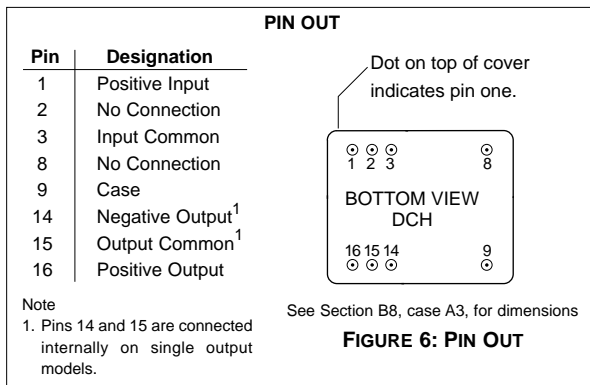 PIN OUT
Pin Designation
1 Positive Input
2 No Connection
3 Input Common
8 No Connection
9 Case
14 Negative Output1
15 Output Common1
16 Positive Output
Note
1. Pins 14 and 15 are connected
internally on single output
models.
Dot on top of cover
indicates pin one.
1 2 3 8
BOTTOM VIEW
DCH
16 15 14 9
See Section B8, case A3, for dimensions
FIGURE 6: PIN OUT